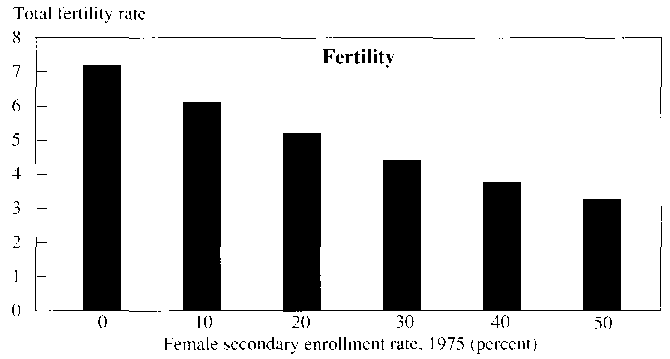 Total fertility rate
Fertility
8
7
6
5
4
3
2
1
0
0 10 20 30 40 50
Female secondary enrollment rate, 1975 (percent)